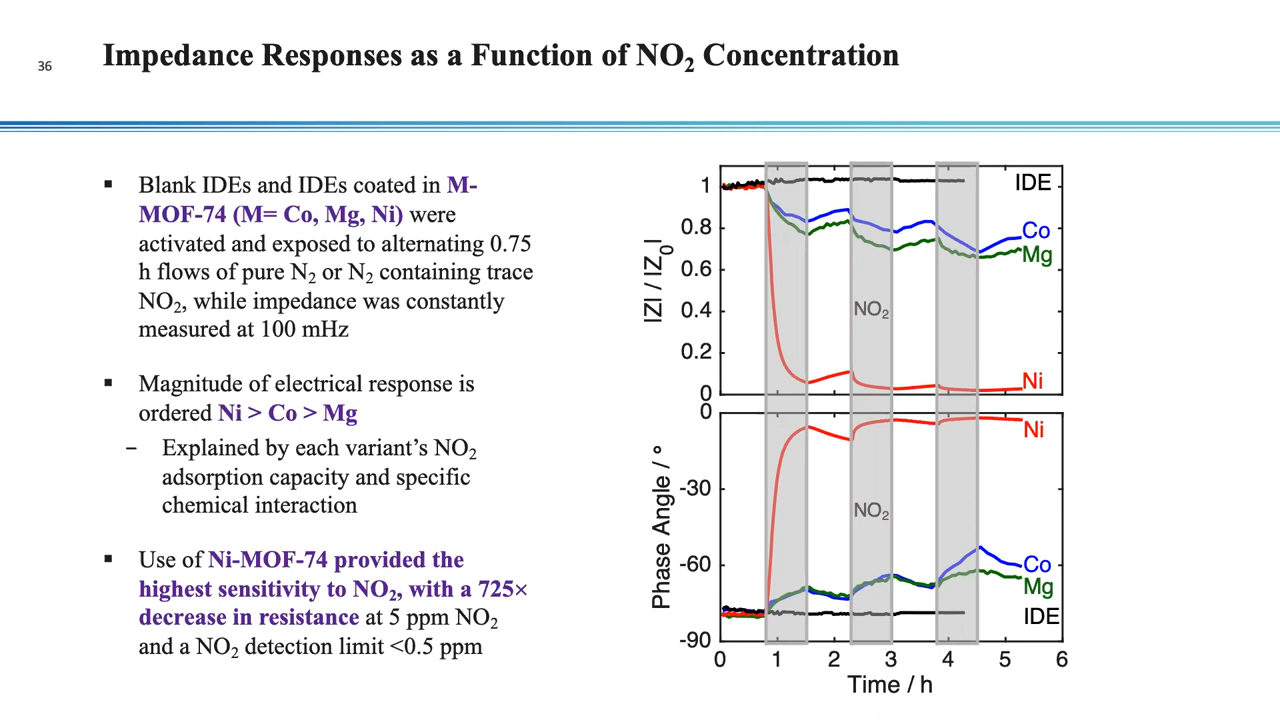 36
Impedance Responses as a Function of NO₂ Concentration
▪ Blank IDEs and IDEs coated in M-
MOF-74 (M= Co, Mg, Ni) were
activated and exposed to alternating 0.75
h flows of pure N₂ or N₂ containing trace
NO₂, while impedance was constantly
measured at 100 mHz
▪ Magnitude of electrical response is
ordered Ni > Co > Mg
– Explained by each variant’s NO₂
adsorption capacity and specific
chemical interaction
▪ Use of Ni-MOF-74 provided the
highest sensitivity to NO₂, with a 725×
decrease in resistance at 5 ppm NO₂
and a NO₂ detection limit <0.5 ppm
|Z| / |Z₀|
1
0.8
0.6
0.4
0.2
0
IDE
Co
Mg
NO₂
Ni
Phase Angle / °
0
-30
-60
-90
Ni
NO₂
Co
Mg
IDE
0 1 2 3 4 5 6
Time / h